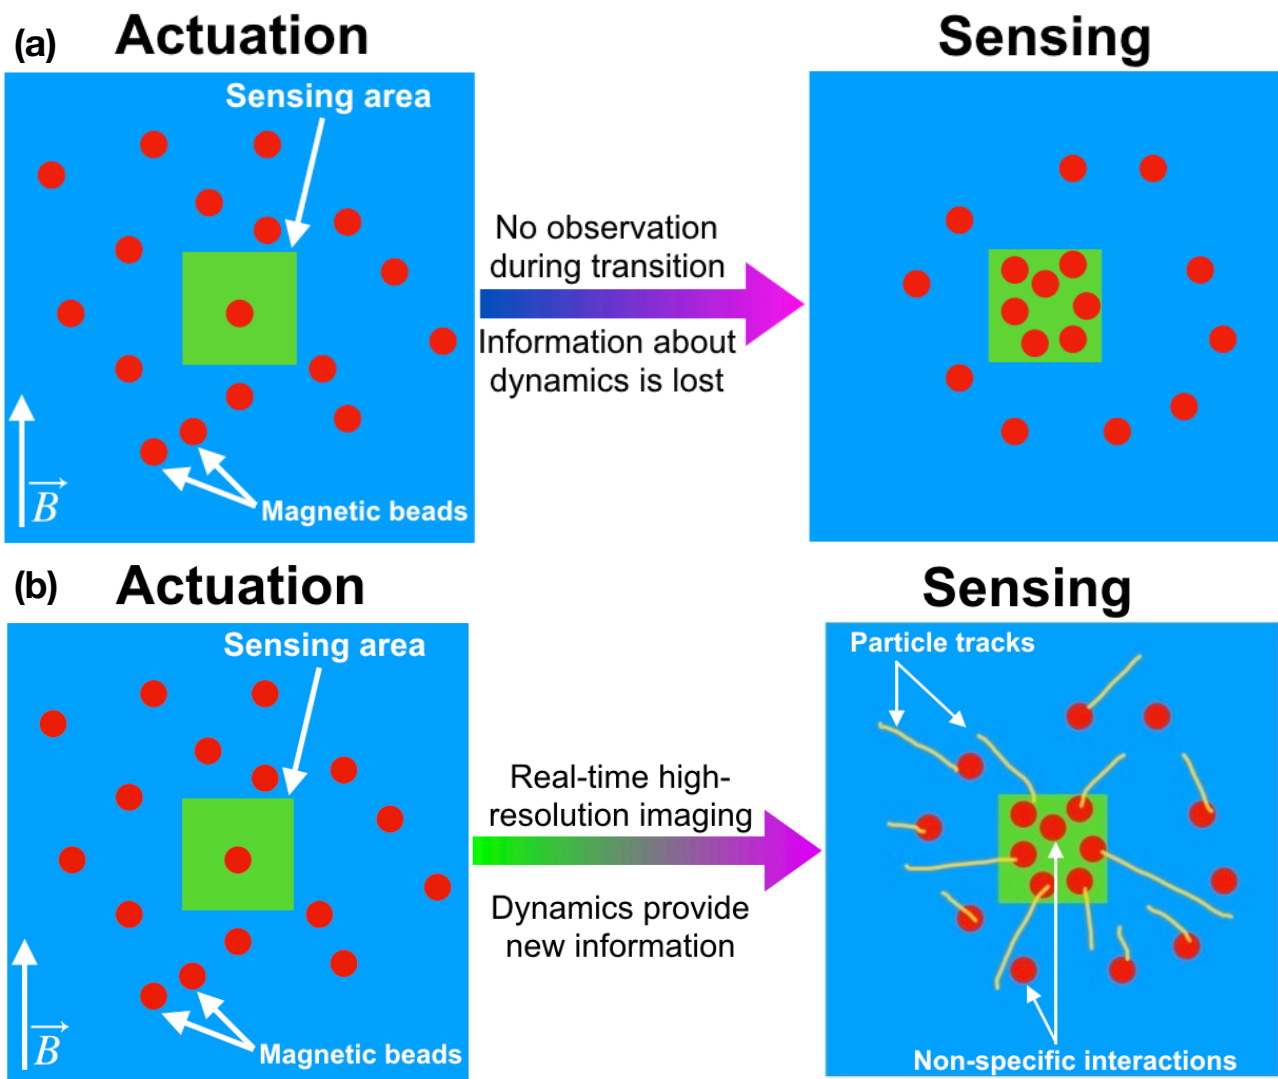 (a)
Actuation
Sensing
Sensing area
No observation
during transition
Information about
dynamics is lost
B
Magnetic beads
(b)
Actuation
Sensing
Sensing area
Particle tracks
Real-time high-
resolution imaging
Dynamics provide
new information
B
Magnetic beads
Non-specific interactions